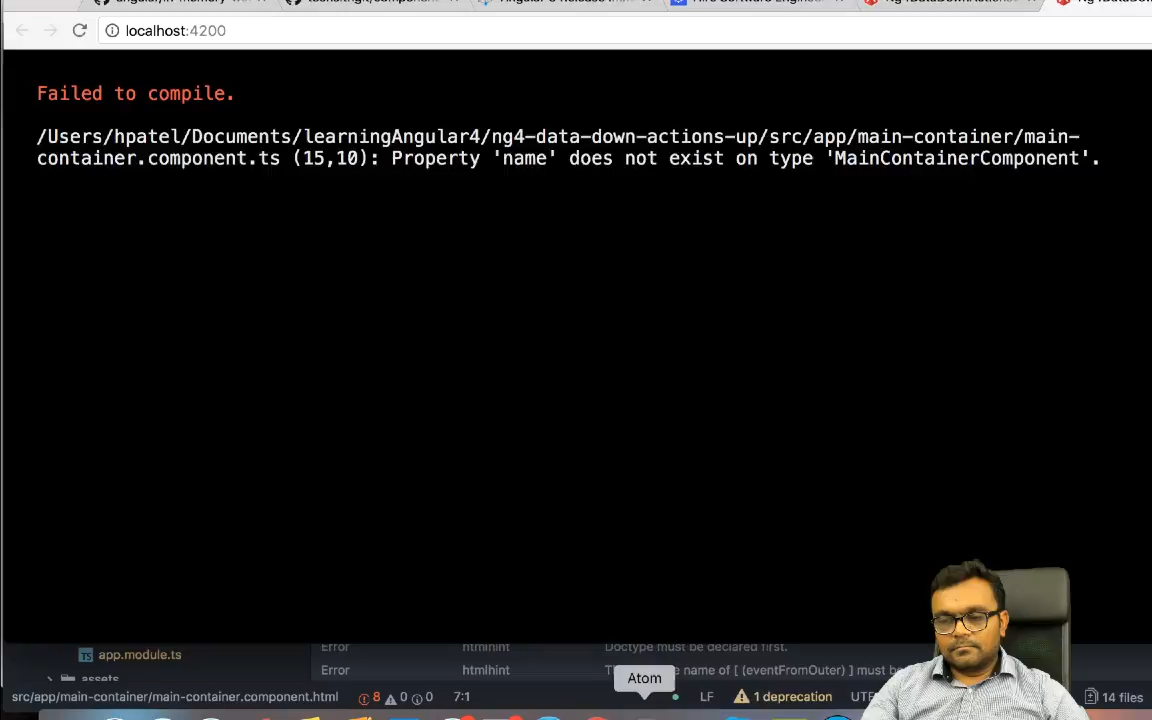 localhost:4200
Failed to compile.
/Users/hpatel/Documents/learningAngular4/ng4-data-down-actions-up/src/app/main-container/main-
container.component.ts (15,10): Property 'name' does not exist on type 'MainContainerComponent'.
TS app.module.ts
assets
Error htmlhint Doctype must be declared first.
Error htmlhint name of [ (eventFromOuter) ] must be
Atom
src/app/main-container/main-container.component.html 8 0 0 7:1 LF 1 deprecation 14 files